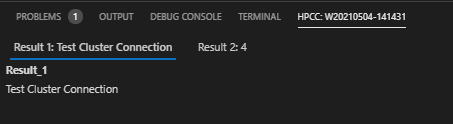 PROBLEMS 1 OUTPUT DEBUG CONSOLE TERMINAL HPCC: W20210504-141431
Result 1: Test Cluster Connection Result 2: 4
Result_1
Test Cluster Connection